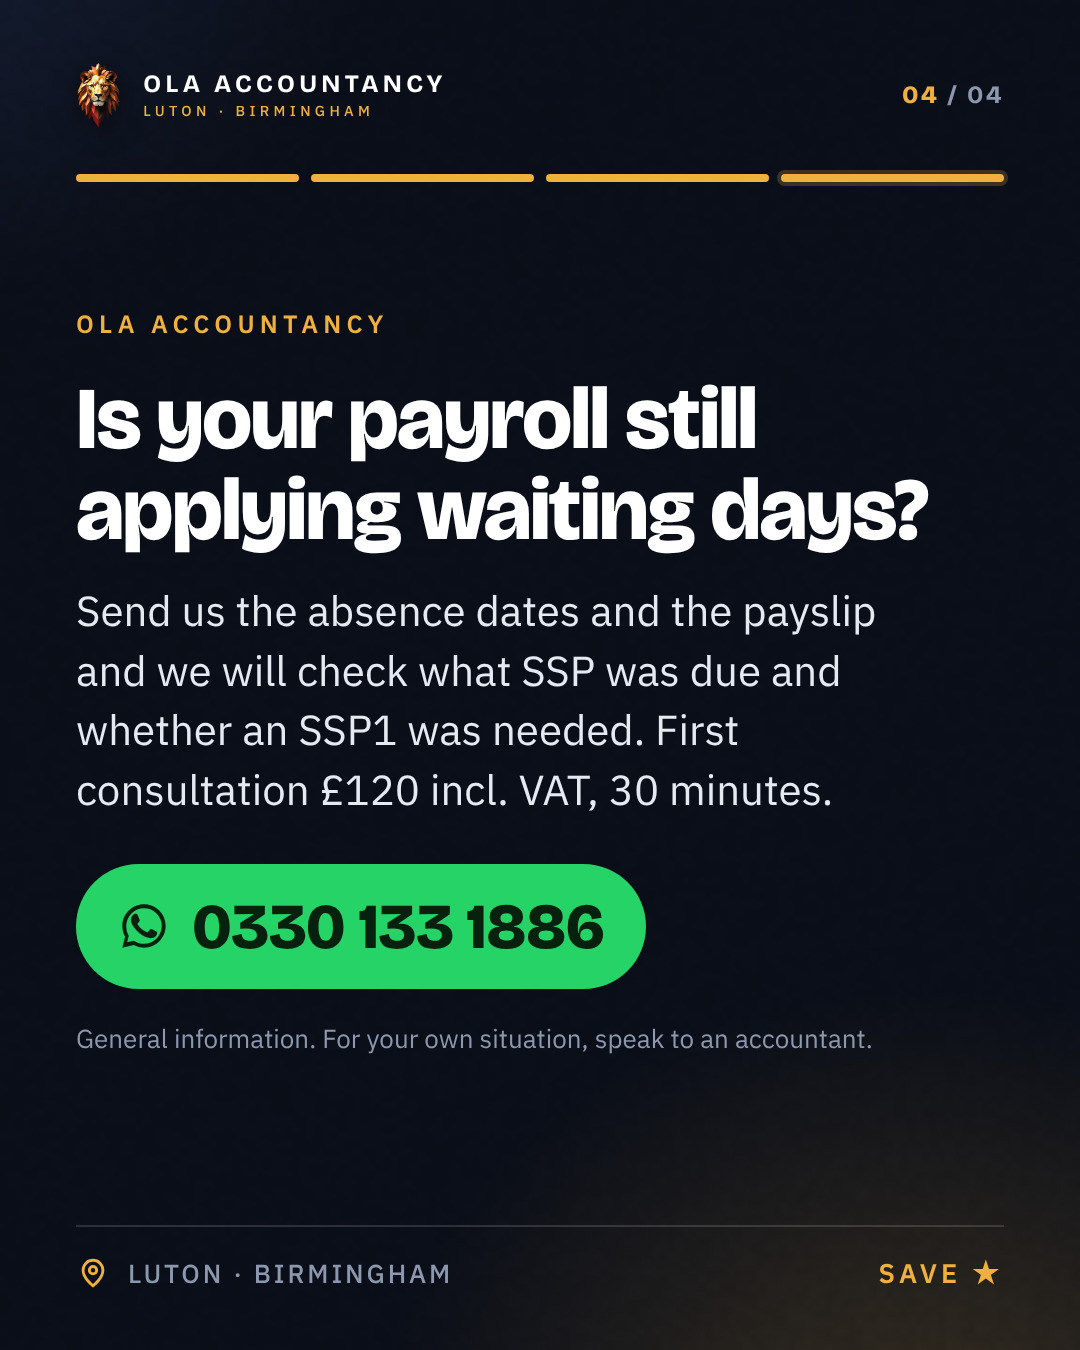 OLA ACCOUNTANCY
LUTON · BIRMINGHAM
04 / 04
OLA ACCOUNTANCY
Is your payroll still
applying waiting days?
Send us the absence dates and the payslip
and we will check what SSP was due and
whether an SSP1 was needed. First
consultation £120 incl. VAT, 30 minutes.
0330 133 1886
General information. For your own situation, speak to an accountant.
LUTON · BIRMINGHAM
SAVE ★